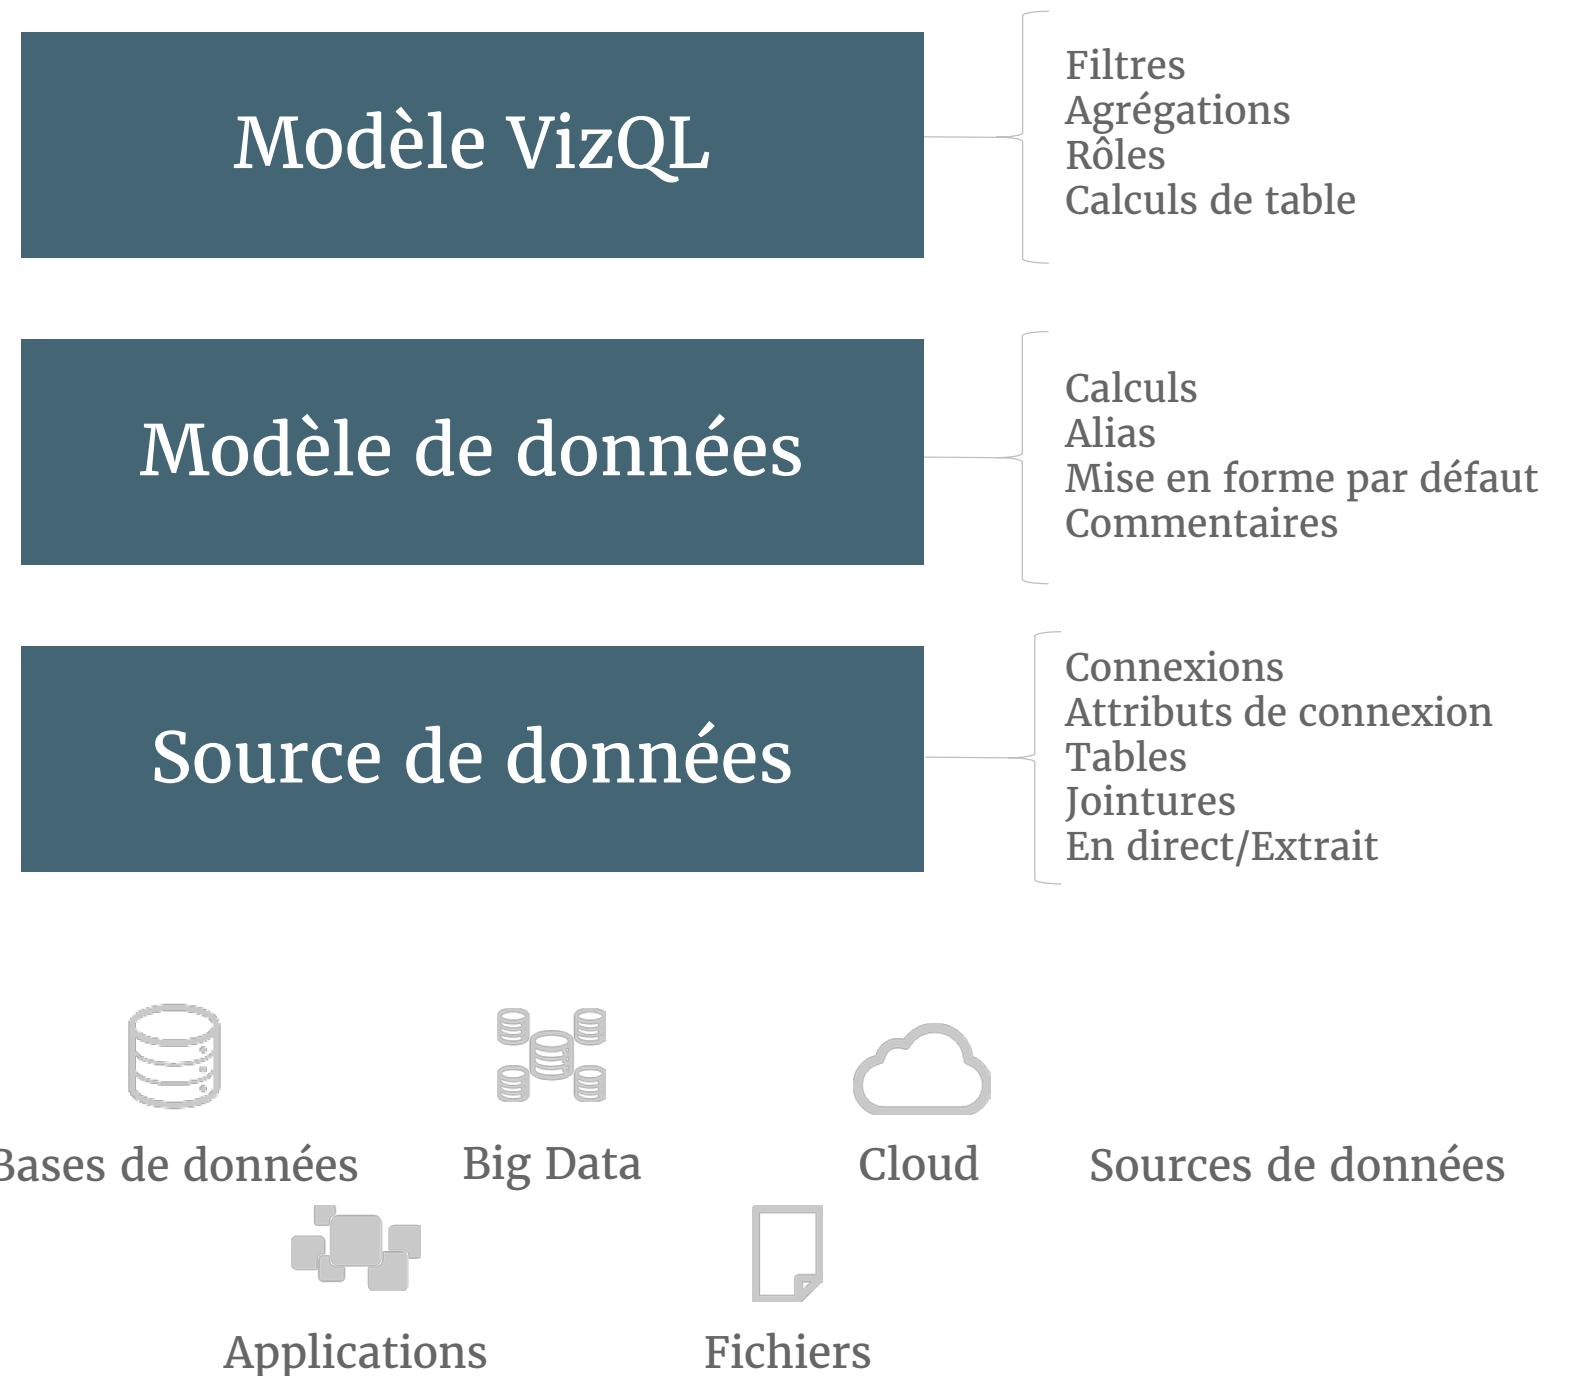 Modèle VizQL
Filtres
Agrégations
Rôles
Calculs de table
Modèle de données
Calculs
Alias
Mise en forme par défaut
Commentaires
Source de données
Connexions
Attributs de connexion
Tables
Jointures
En direct/Extrait
Bases de données
Big Data
Cloud
Sources de données
Applications
Fichiers